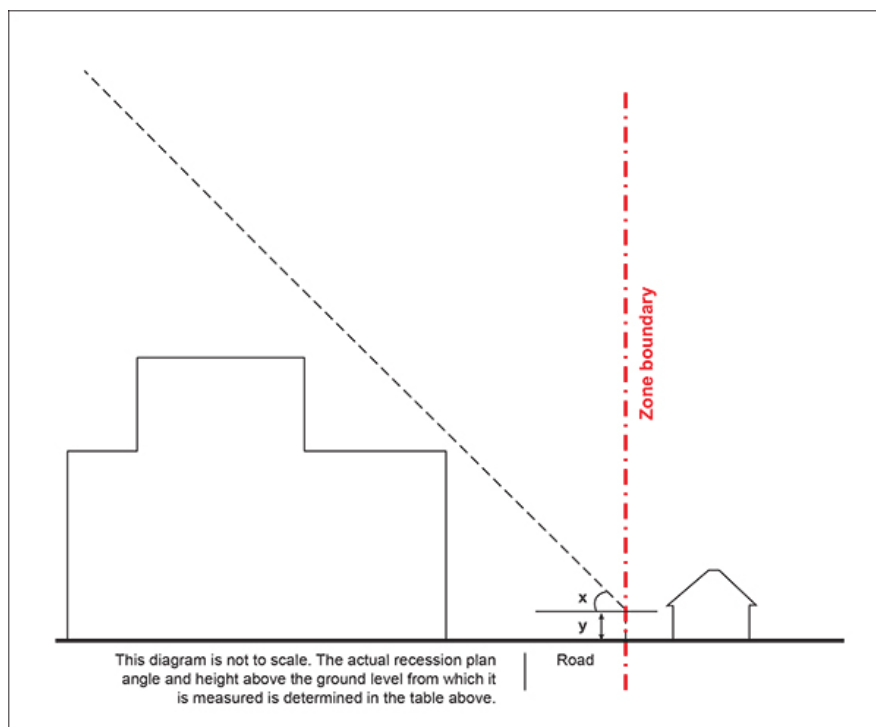 Zone boundary
x
y
This diagram is not to scale. The actual recession plan
angle and height above the ground level from which it
is measured is determined in the table above.
Road